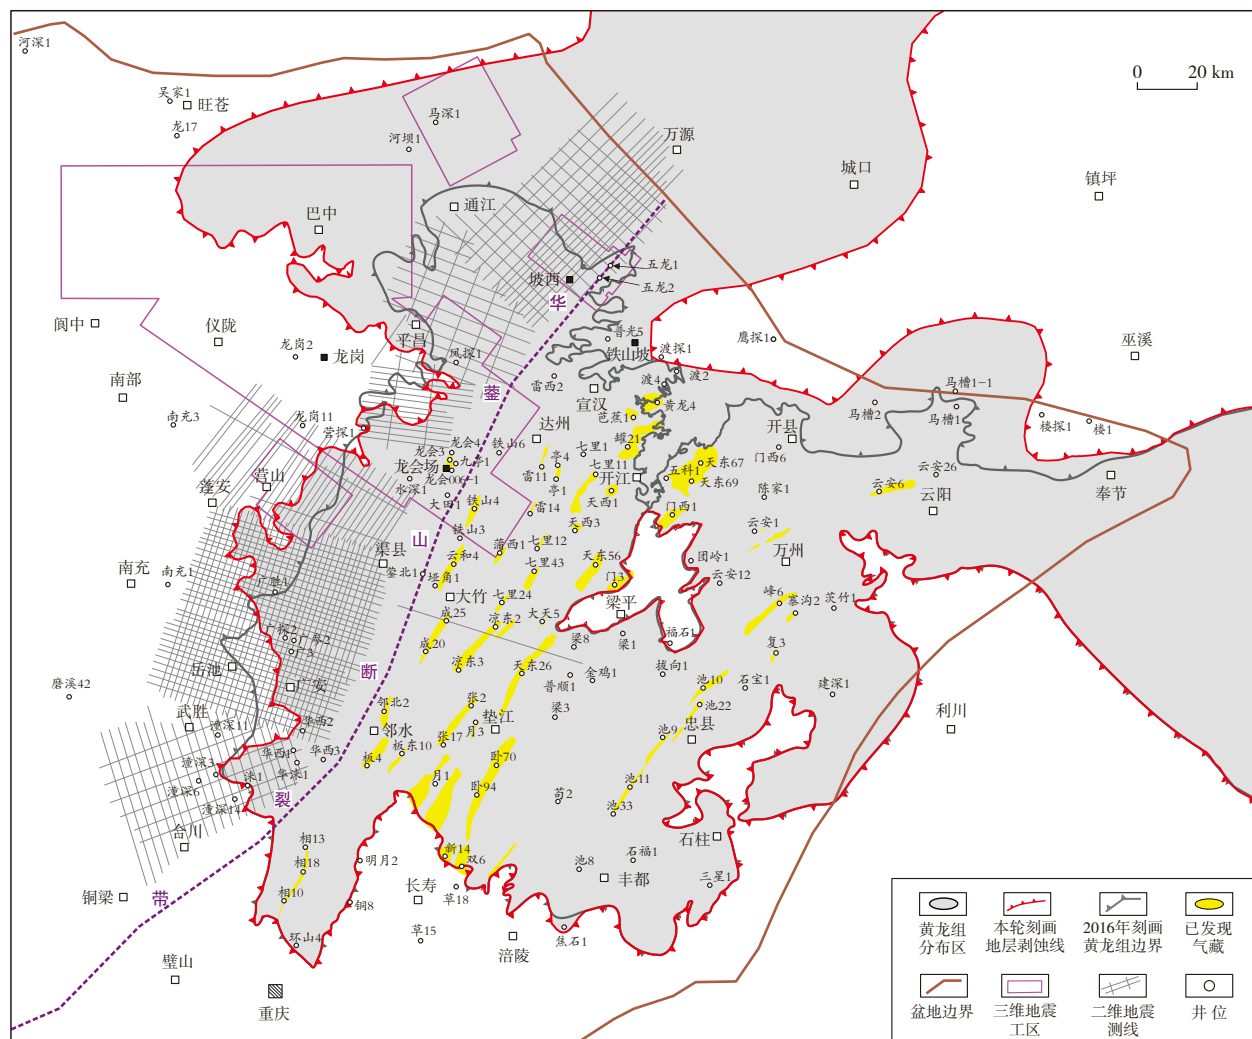 河深1
0 20 km
吴家1
旺苍
龙17
马深1
河坝1
万源
城口
镇坪
通江
巴中
五龙1
坡西
五龙2
华
阆中
仪陇
平昌
普光5
鹰探1
巫溪
龙岗2
龙岗
凤探1
铁山坡
渡探1
南部
雷西2
渡4
渡2
马槽1-1
蓥
宣汉
黄龙4
马槽2
马槽1
南充3
龙岗11
营探1
芭蕉1
楼探1
楼1
达州
开县
龙会4
铁山6
罐21
龙会3
九亭1
七里1
门西6
龙会场
亭4
七里11
天东67
云安26
营山
龙会006-1
雷11
开江
五科1
奉节
蓬安
水深1
亭1
天东69
陈家1
云安6
云阳
大田1
铁山4
天西1
雷14
门西1
山
铁山3
天西3
云安1
渠县
蒲西1
七里12
万州
南充
南充1
云和4
天东56
团岭1
蓥北1
垭角1
七里43
门3
云安12
广胜1
大竹
七里24
峰6
寨沟2
茨竹1
成25
凉东2
大天5
梁平
广探2
广参2
梁8
梁1
福石1
广3
成20
复3
岳池
断
凉东3
天东26
金鸡1
拔向1
磨溪42
广安
普顺1
池10
石宝1
建深1
邻北2
张2
池22
利川
武胜
潼深11
华西2
邻水
垫江
梁3
月3
忠县
华西1
华西3
板东10
张17
池9
潼深3
华涞1
板4
卧70
涞1
月1
池11
潼深6
卧94
苟2
裂
潼深14
池33
合川
相13
石柱
新14
明月2
双6
石福1
相18
池8
铜梁
长寿
丰都
三星1
带
相10
草18
铜8
环山4
草15
焦石1
涪陵
璧山
重庆
黄龙组
分布区
本轮刻画
地层剥蚀线
2016年刻画
黄龙组边界
已发现
气藏
盆地边界
三维地震
工区
二维地震
测线
井 位